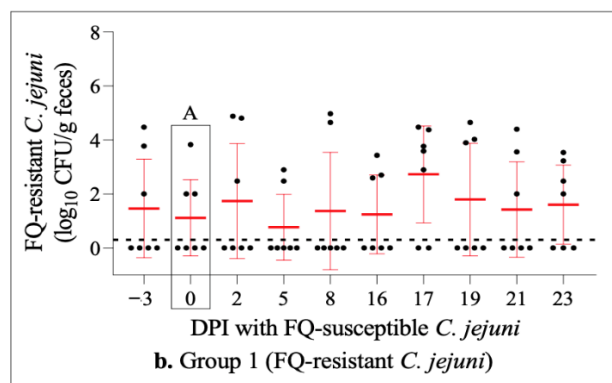 8
6
4
2
0
FQ-resistant C. jejuni
(log₁₀ CFU/g feces)
A
−3 0 2 5 8 16 17 19 21 23
DPI with FQ-susceptible C. jejuni
b. Group 1 (FQ-resistant C. jejuni)